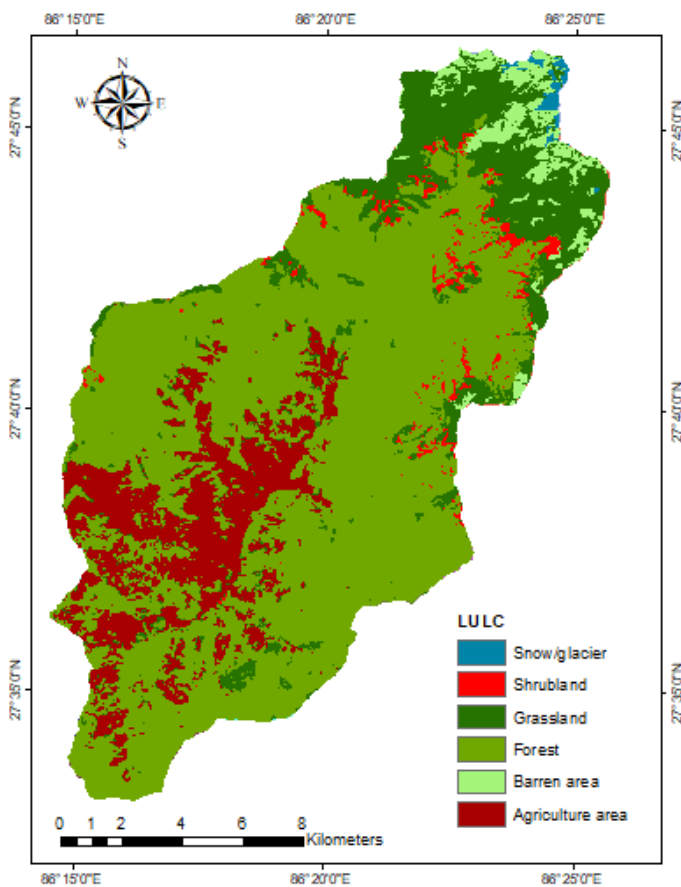 86°15'0"E 86°20'0"E 86°25'0"E
N
W E
S
27°45'0"N 27°45'0"N
27°40'0"N 27°40'0"N
27°35'0"N 27°35'0"N
LULC
Snow/glacier
Shrubland
Grassland
Forest
Barren area
Agriculture area
0 1 2 4 6 8
Kilometers
86°15'0"E 86°20'0"E 86°25'0"E